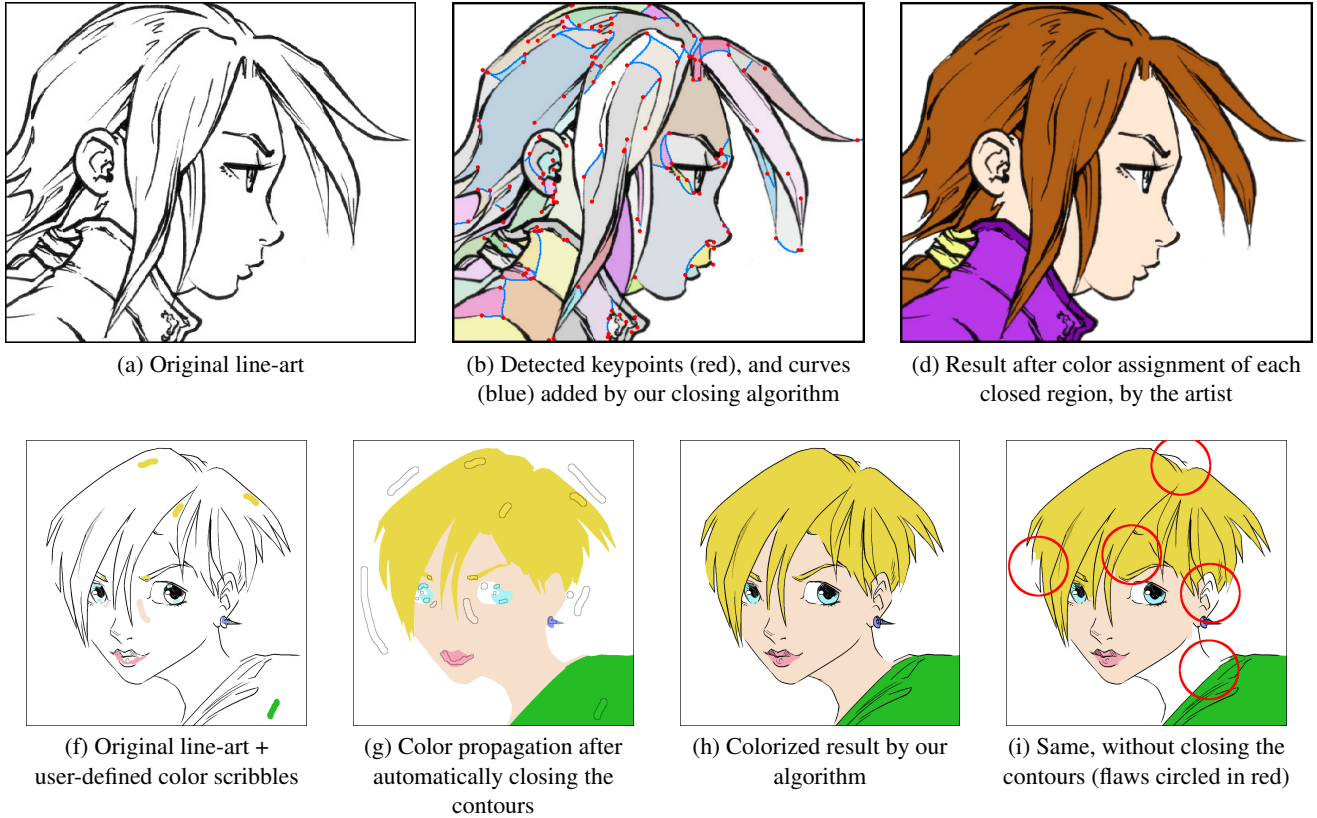 (a) Original line-art
(b) Detected keypoints (red), and curves
(blue) added by our closing algorithm
(d) Result after color assignment of each
closed region, by the artist
(f) Original line-art +
user-defined color scribbles
(g) Color propagation after
automatically closing the
contours
(h) Colorized result by our
algorithm
(i) Same, without closing the
contours (flaws circled in red)